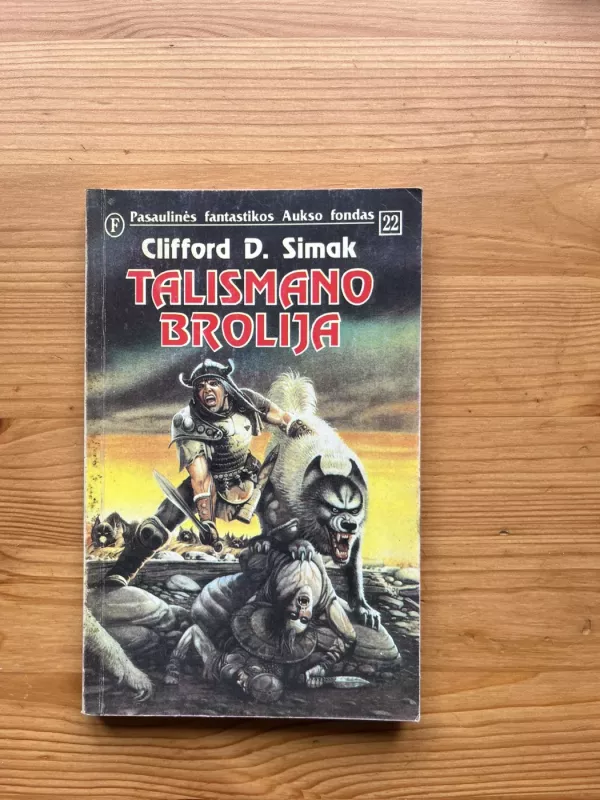 F Pasaulinės fantastikos Aukso fondas 22
Clifford D. Simak
TALISMANO
BROLIJA